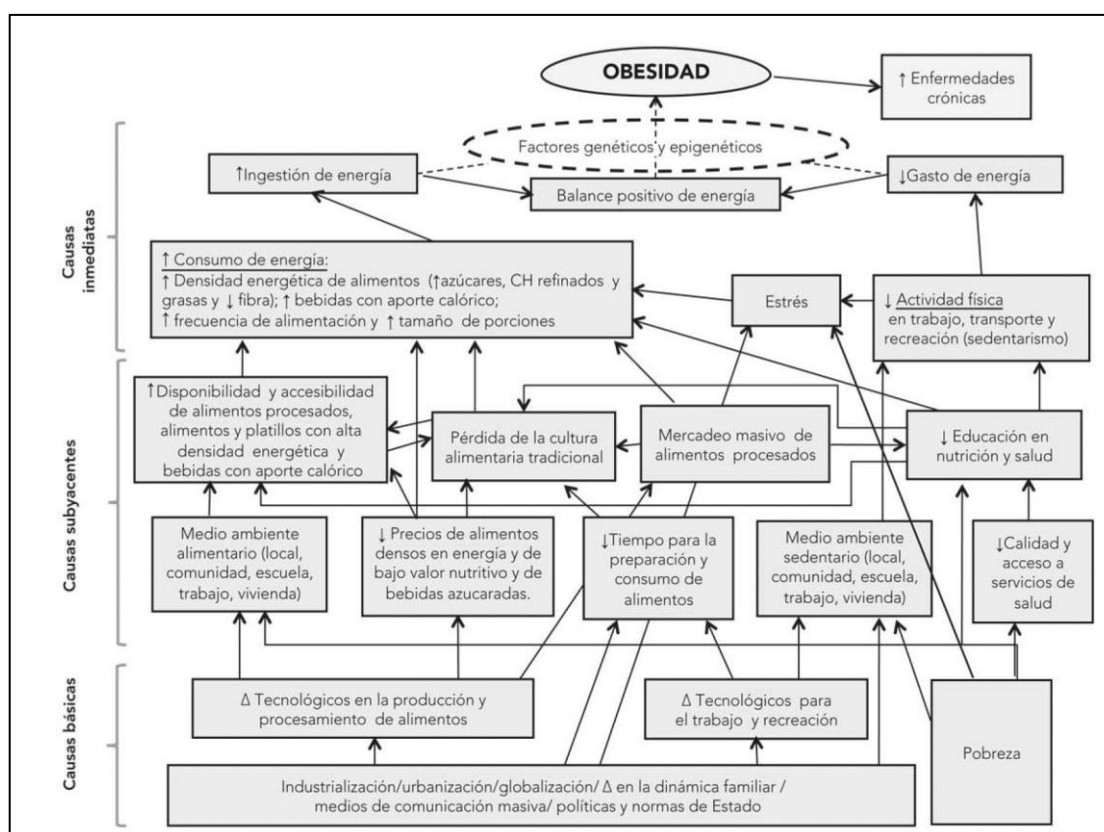 OBESIDAD
↑ Enfermedades
crónicas
Factores genéticos y epigenéticos
↑Ingestión de energía
Balance positivo de energía
↓Gasto de energía
Causas
inmediatas
↑ Consumo de energía:
↑ Densidad energética de alimentos (↑azúcares, CH refinados y
grasas y ↓ fibra); ↑ bebidas con aporte calórico;
↑ frecuencia de alimentación y ↑ tamaño de porciones
Estrés
↓ Actividad física
en trabajo, transporte y
recreación (sedentarismo)
Causas subyacentes
↑Disponibilidad y accesibilidad
de alimentos procesados,
alimentos y platillos con alta
densidad energética y
bebidas con aporte calórico
Pérdida de la cultura
alimentaria tradicional
Mercadeo masivo de
alimentos procesados
↓ Educación en
nutrición y salud
Medio ambiente
alimentario (local,
comunidad, escuela,
trabajo, vivienda)
↓ Precios de alimentos
densos en energía y de
bajo valor nutritivo y de
bebidas azucaradas.
↓Tiempo para la
preparación y
consumo de
alimentos
Medio ambiente
sedentario (local,
comunidad, escuela,
trabajo, vivienda)
↓Calidad y
acceso a
servicios de
salud
Causas básicas
Δ Tecnológicos en la producción y
procesamiento de alimentos
Δ Tecnológicos para
el trabajo y recreación
Pobreza
Industrialización/urbanización/globalización/ Δ en la dinámica familiar /
medios de comunicación masiva/ políticas y normas de Estado